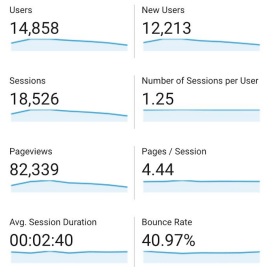 Users
14,858
New Users
12,213
Sessions
18,526
Number of Sessions per User
1.25
Pageviews
82,339
Pages / Session
4.44
Avg. Session Duration
00:02:40
Bounce Rate
40.97%